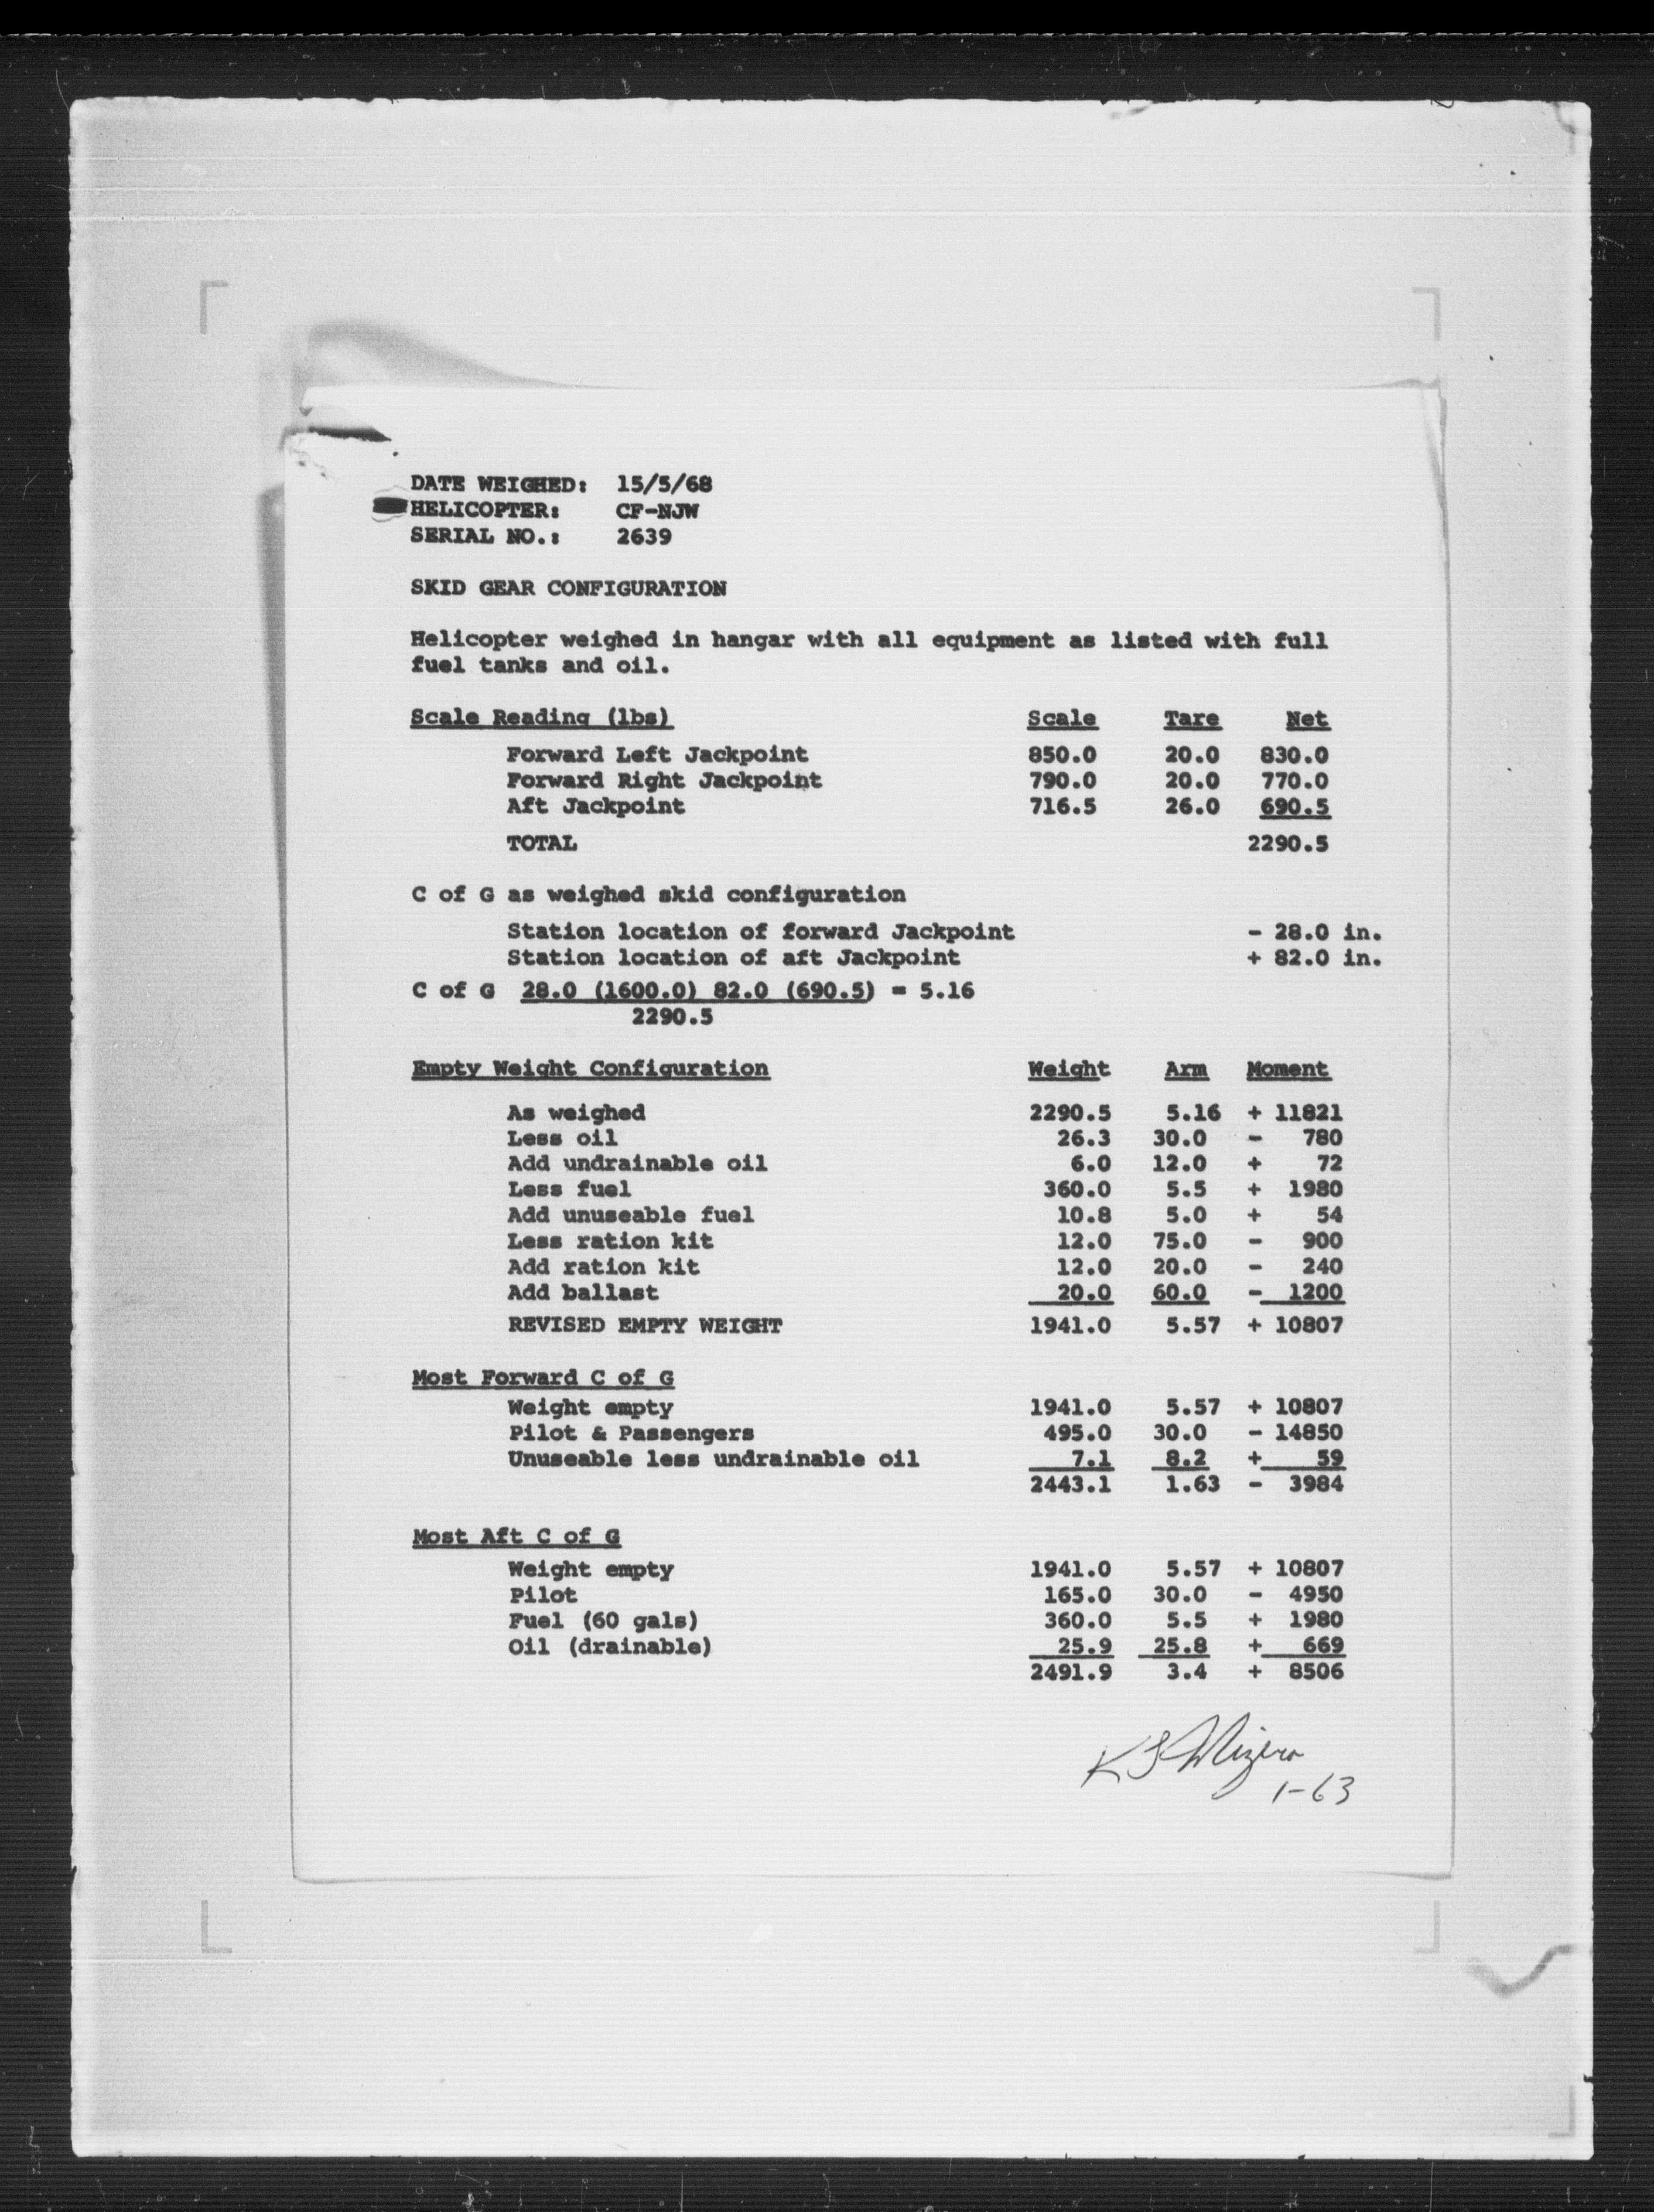 DATE WEIGHED: 15/5/68
HELICOPTER: CF-NJW
SERIAL NO.: 2639
SKID GEAR CONFIGURATION
Helicopter weighed in hangar with all equipment as listed with full
fuel tanks and oil.
Scale Reading (lbs) Scale Tare Net
Forward Left Jackpoint 850.0 20.0 830.0
Forward Right Jackpoint 790.0 20.0 770.0
Aft Jackpoint 716.5 26.0 690.5
TOTAL 2290.5
C of G as weighed skid configuration
Station location of forward Jackpoint - 28.0 in.
Station location of aft Jackpoint + 82.0 in.
C of G 28.0 (1600.0) 82.0 (690.5) = 5.16
2290.5
Empty Weight Configuration Weight Arm Moment
As weighed 2290.5 5.16 + 11821
Less oil 26.3 30.0 - 780
Add undrainable oil 6.0 12.0 + 72
Less fuel 360.0 5.5 + 1980
Add unuseable fuel 10.8 5.0 + 54
Less ration kit 12.0 75.0 - 900
Add ration kit 12.0 20.0 - 240
Add ballast 20.0 60.0 - 1200
REVISED EMPTY WEIGHT 1941.0 5.57 + 10807
Most Forward C of G
Weight empty 1941.0 5.57 + 10807
Pilot & Passengers 495.0 30.0 - 14850
Unuseable less undrainable oil 7.1 8.2 + 59
2443.1 1.63 - 3984
Most Aft C of G
Weight empty 1941.0 5.57 + 10807
Pilot 165.0 30.0 - 4950
Fuel (60 gals) 360.0 5.5 + 1980
Oil (drainable) 25.9 25.8 + 669
2491.9 3.4 + 8506
1-63